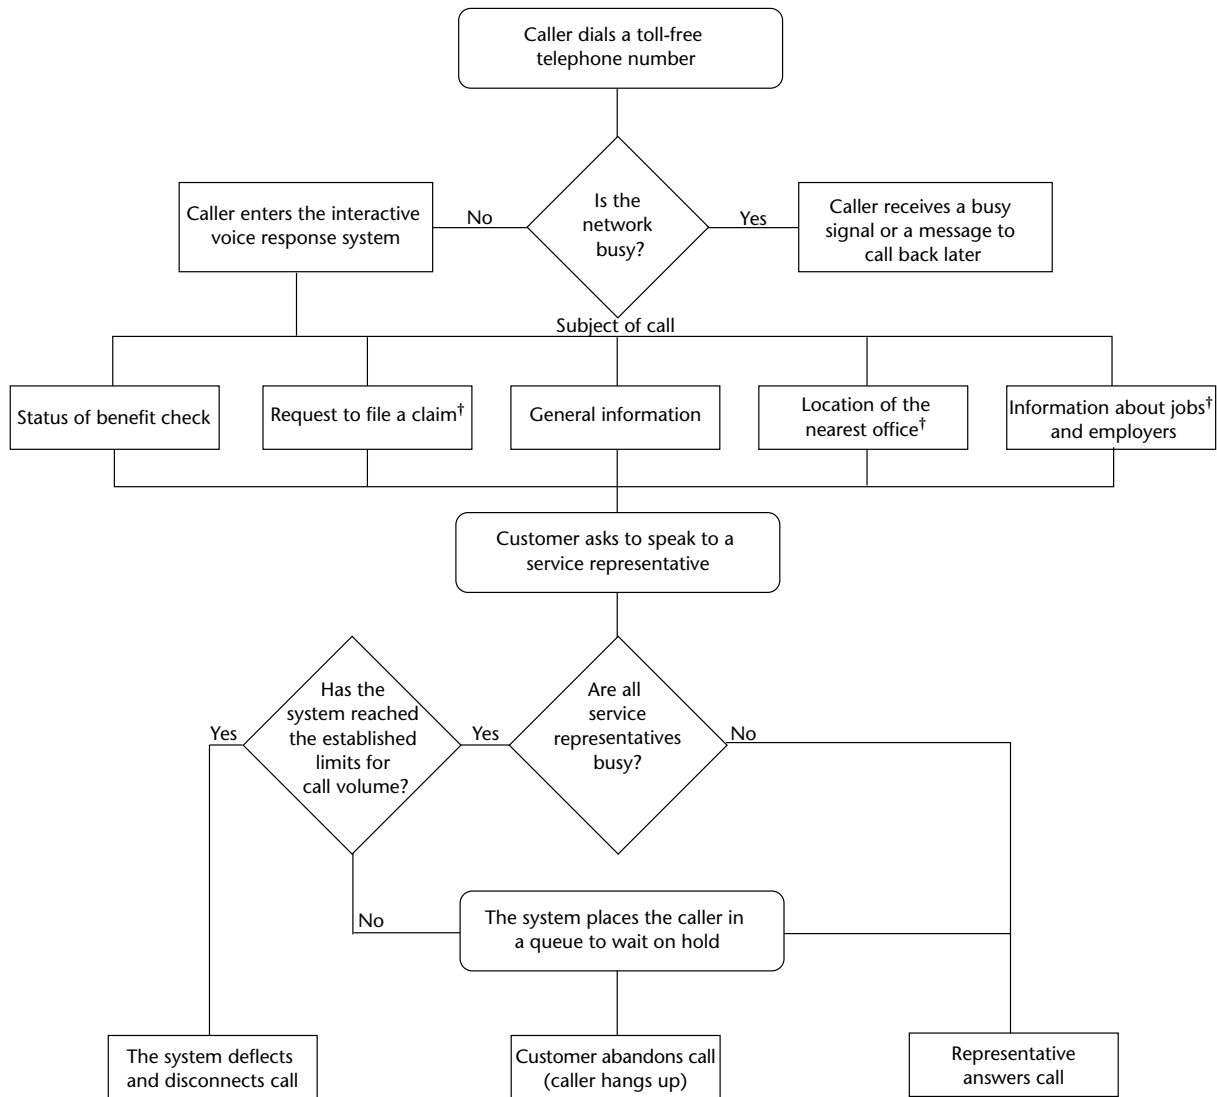 Caller dials a toll-free
telephone number
Is the
network
busy?
No
Yes
Caller enters the interactive
voice response system
Caller receives a busy
signal or a message to
call back later
Subject of call
Status of benefit check
Request to file a claim†
General information
Location of the
nearest office†
Information about jobs†
and employers
Customer asks to speak to a
service representative
Has the
system reached
the established
limits for
call volume?
Yes
Yes
Are all
service
representatives
busy?
No
No
The system places the caller in
a queue to wait on hold
The system deflects
and disconnects call
Customer abandons call
(caller hangs up)
Representative
answers call